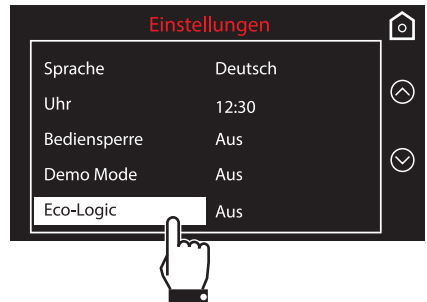 Einstellungen
Sprache Deutsch
Uhr 12:30
Bediensperre Aus
Demo Mode Aus
Eco-Logic Aus